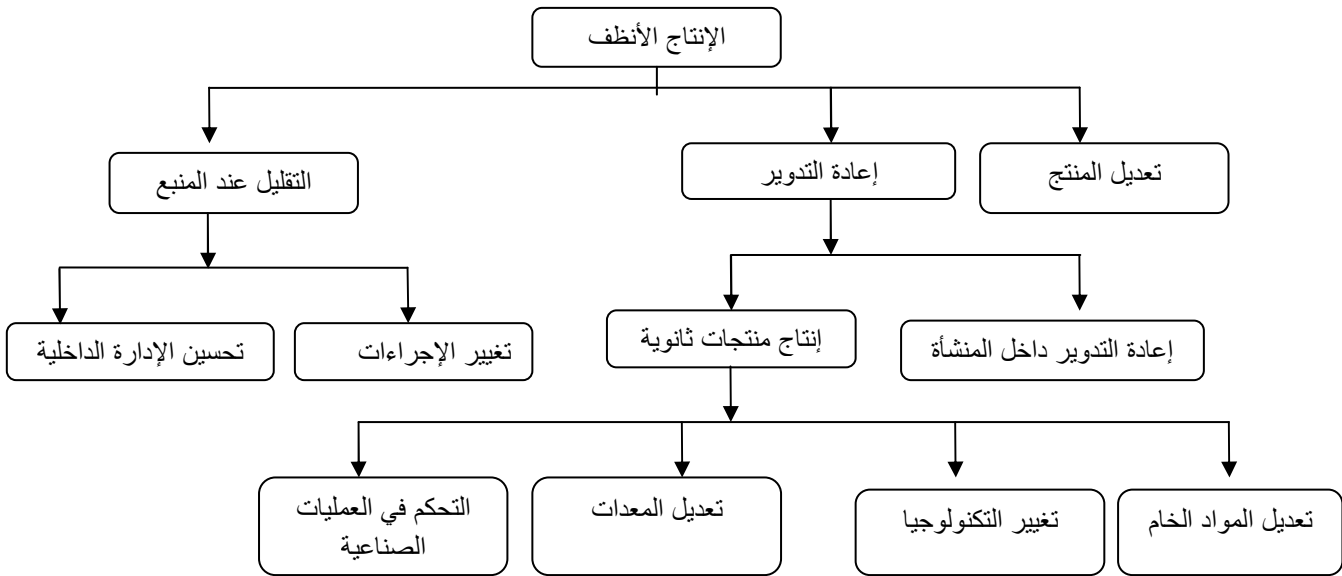 الإنتاج الأنظف
تعديل المنتج
إعادة التدوير
التقليل عند المنبع
إعادة التدوير داخل المنشأة
إنتاج منتجات ثانوية
تغيير الإجراءات
تحسين الإدارة الداخلية
تعديل المواد الخام
تغيير التكنولوجيا
تعديل المعدات
التحكم في العمليات
الصناعية